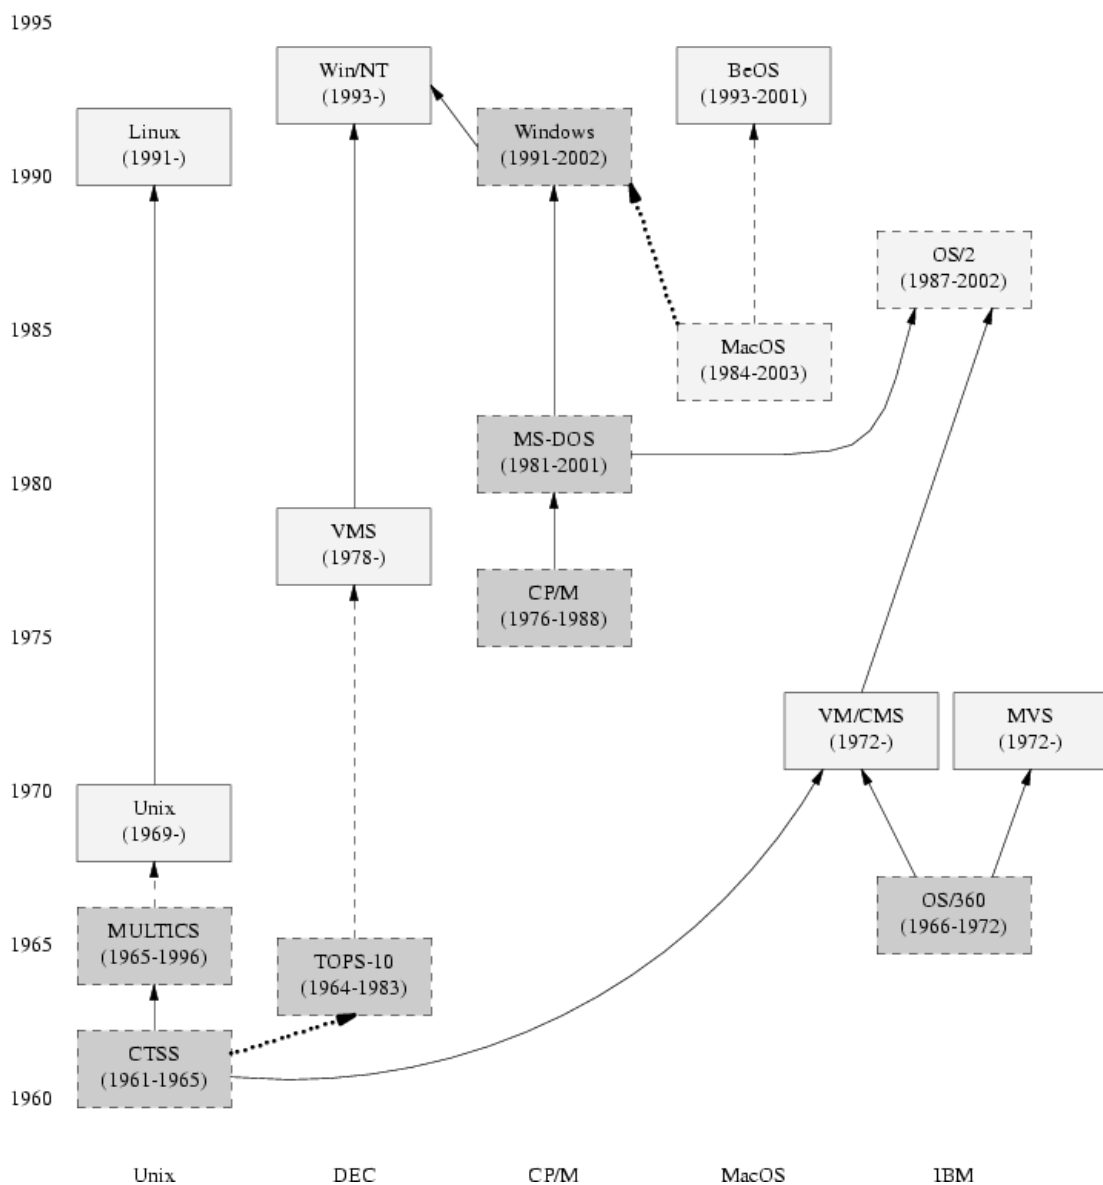 1995
Win/NT
(1993-)
BeOS
(1993-2001)
Linux
(1991-)
Windows
(1991-2002)
1990
OS/2
(1987-2002)
1985
MacOS
(1984-2003)
MS-DOS
(1981-2001)
1980
VMS
(1978-)
CP/M
(1976-1988)
1975
VM/CMS
(1972-)
MVS
(1972-)
1970
Unix
(1969-)
OS/360
(1966-1972)
MULTICS
(1965-1996)
1965
TOPS-10
(1964-1983)
CTSS
(1961-1965)
1960
Unix DEC CP/M MacOS IBM